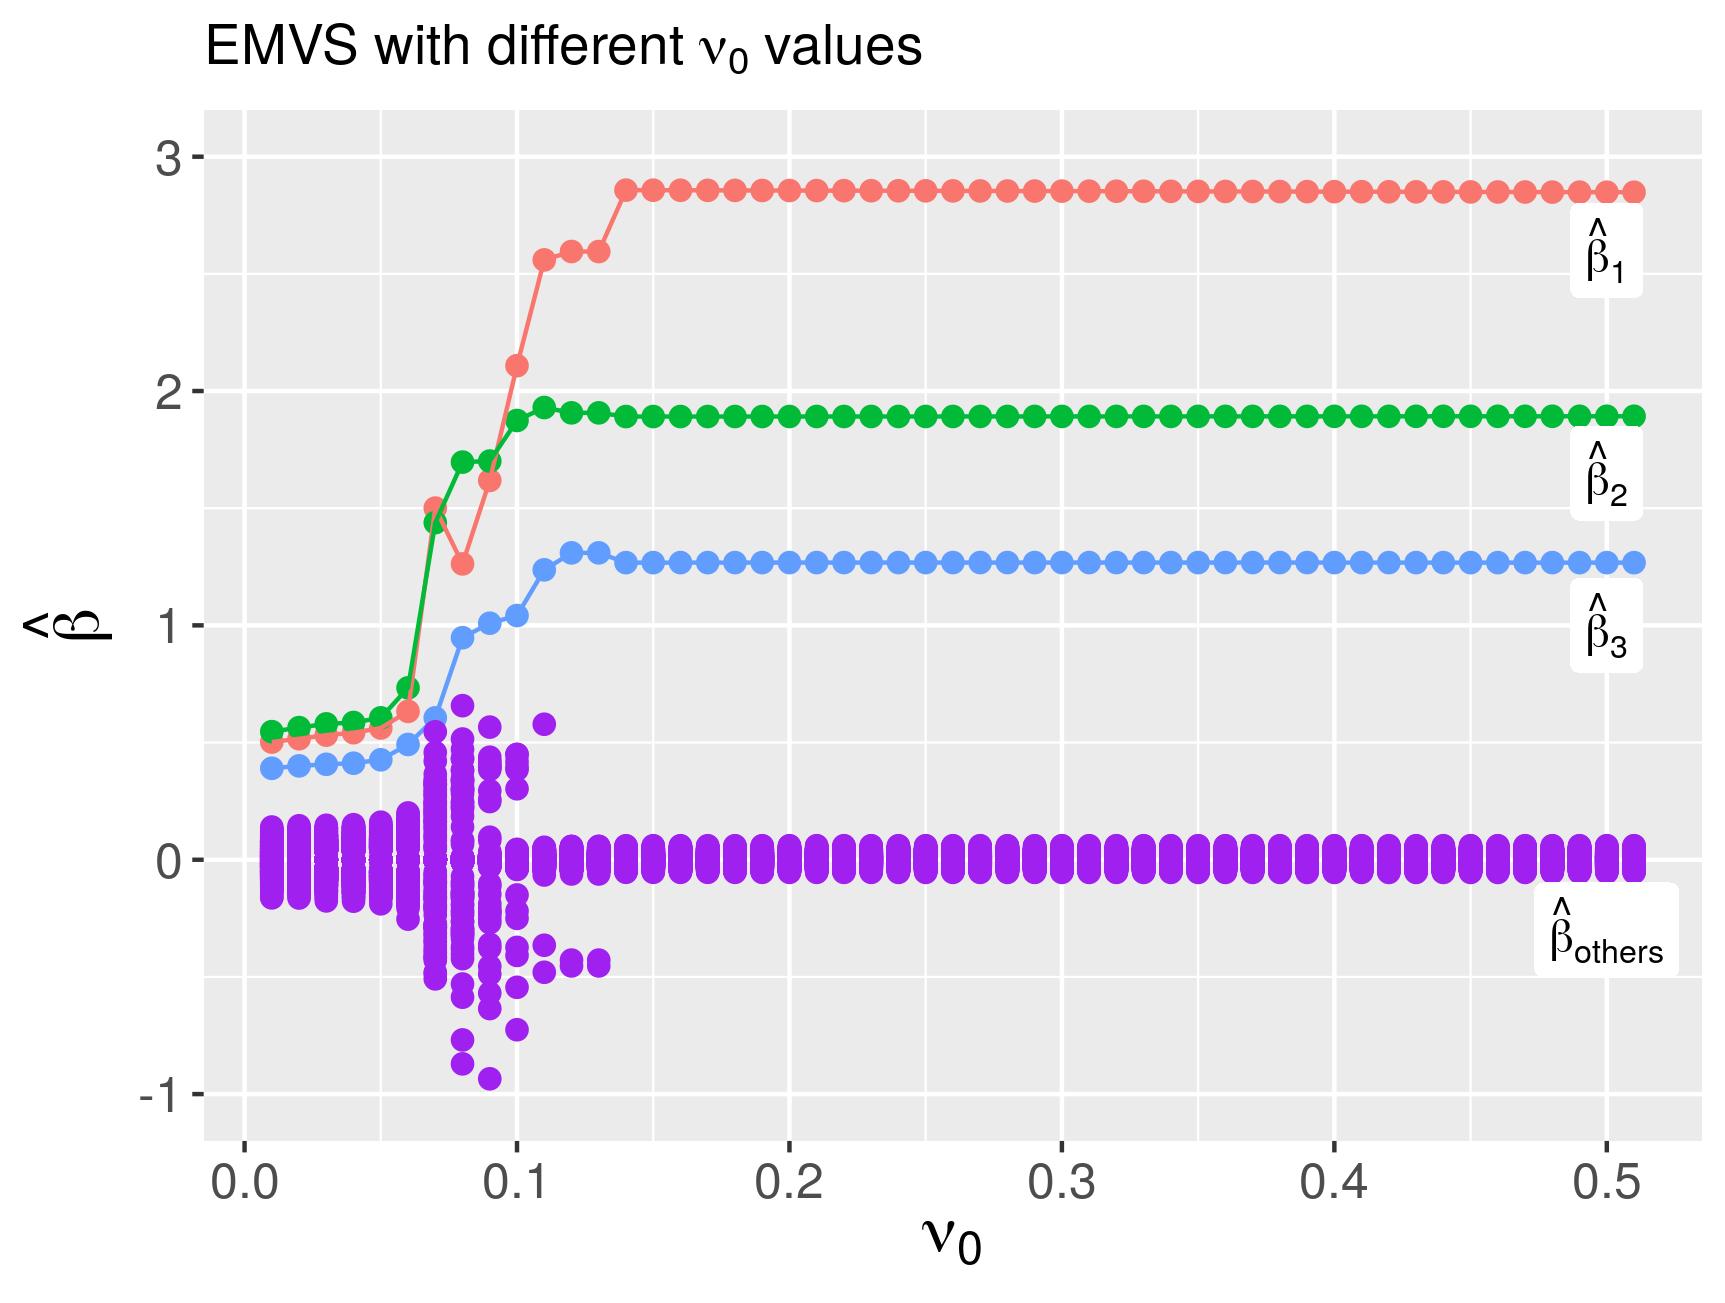 EMVS with different ν₀ values
3
2
1
0
-1
β̂
β̂₁
β̂₂
β̂₃
β̂others
0.0 0.1 0.2 0.3 0.4 0.5
ν₀